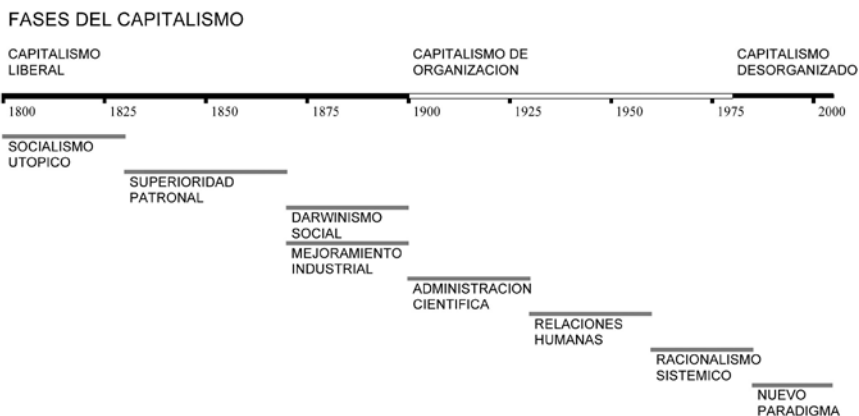 FASES DEL CAPITALISMO
CAPITALISMO
LIBERAL
CAPITALISMO DE
ORGANIZACION
CAPITALISMO
DESORGANIZADO
1800 1825 1850 1875 1900 1925 1950 1975 2000
SOCIALISMO
UTOPICO
SUPERIORIDAD
PATRONAL
DARWINISMO
SOCIAL
MEJORAMIENTO
INDUSTRIAL
ADMINISTRACION
CIENTIFICA
RELACIONES
HUMANAS
RACIONALISMO
SISTEMICO
NUEVO
PARADIGMA